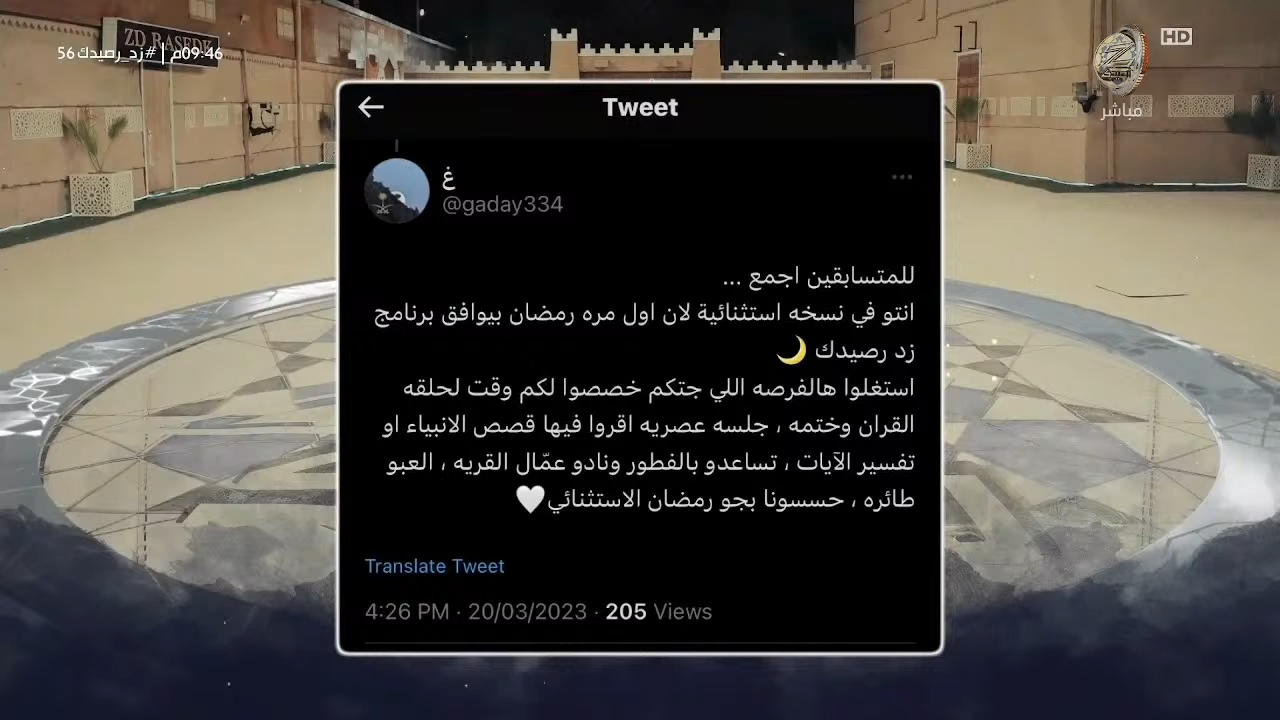 ZD RASEDK
09:46م | #زد_رصيدك56
HD
مباشر
Tweet
غ
@gaday334
للمتسابقين اجمع ...
انتو في نسخه استثنائية لان اول مره رمضان بيوافق برنامج
زد رصيدك 🌙
استغلوا هالفرصه اللي جتكم خصصوا لكم وقت لحلقه
القران وختمه ، جلسه عصريه اقروا فيها قصص الانبياء او
تفسير الآيات ، تساعدو بالفطور ونادو عمّال القريه ، العبو
طائره ، حسسونا بجو رمضان الاستثنائي🤍
Translate Tweet
4:26 PM · 20/03/2023 · 205 Views